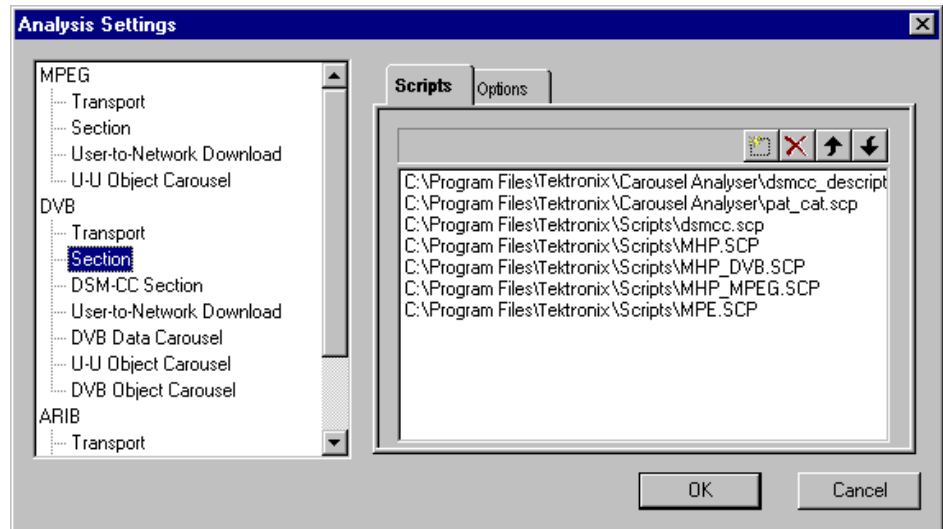 Analysis Settings
MPEG
Transport
Section
User-to-Network Download
U-U Object Carousel
DVB
Transport
Section
DSM-CC Section
User-to-Network Download
DVB Data Carousel
U-U Object Carousel
DVB Object Carousel
ARIB
Transport
Scripts
Options
C:\Program Files\Tektronix\Carousel Analyser\dsmcc_descript
C:\Program Files\Tektronix\Carousel Analyser\pat_cat.scp
C:\Program Files\Tektronix\Scripts\dsmcc.scp
C:\Program Files\Tektronix\Scripts\MHP.SCP
C:\Program Files\Tektronix\Scripts\MHP_DVB.SCP
C:\Program Files\Tektronix\Scripts\MHP_MPEG.SCP
C:\Program Files\Tektronix\Scripts\MPE.SCP
OK
Cancel